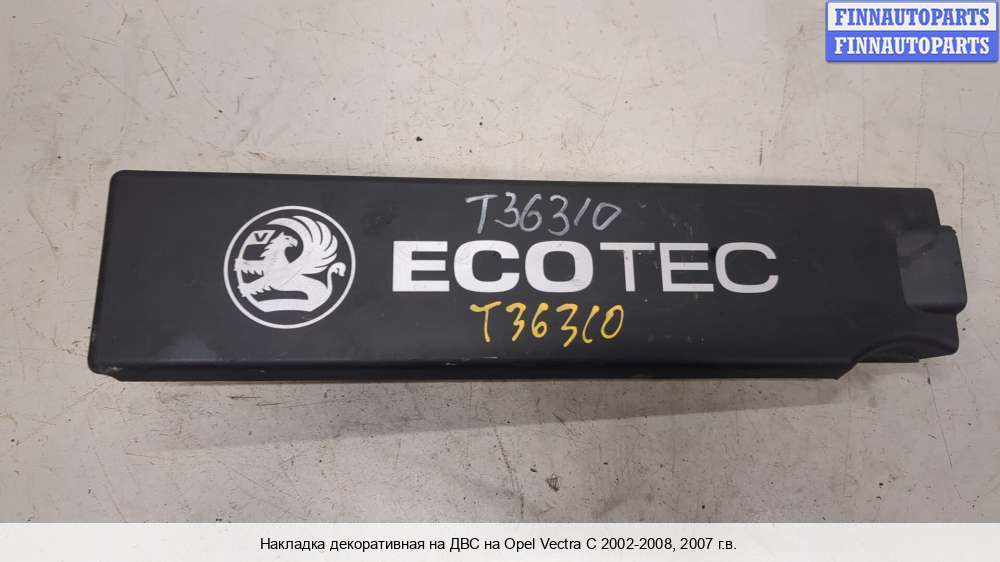 FINNAUTOPARTS
FINNAUTOPARTS
T36310
V
ECOTEC
T36310
Накладка декоративная на ДВС на Opel Vectra C 2002-2008, 2007 г.в.